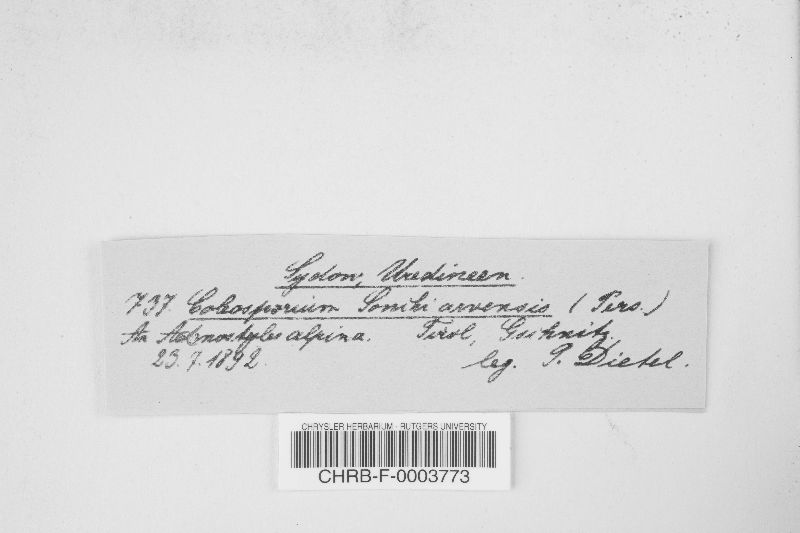 Sydow, Uredineen.
737. Coleosporium Sonchi arvensis (Pers.)
An Adenostyles alpina. Tirol, Gschnitz.
23.7.1892. leg. P. Dietel.
CHRYSLER HERBARIUM - RUTGERS UNIVERSITY
CHRB-F-0003773